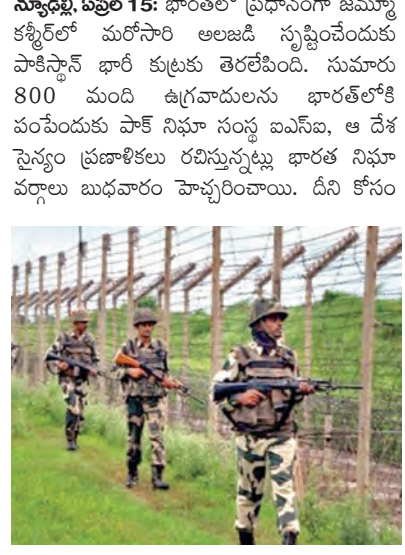 న్యూఢిల్లీ, ఏప్రిల్ 15: భారత్‌లో ప్రధానంగా జమ్మూ
కశ్మీర్‌లో మరోసారి అలజడి సృష్టించేందుకు
పాకిస్థాన్ భారీ కుట్రకు తెరలేపింది. సుమారు
800 మంది ఉగ్రవాదులను భారత్‌లోకి
పంపేందుకు పాక్ నిఘా సంస్థ ఐఎస్ఐ, ఆ దేశ
సైన్యం ప్రణాళికలు రచిస్తున్నట్లు భారత నిఘా
వర్గాలు బుధవారం హెచ్చరించాయి. దీని కోసం